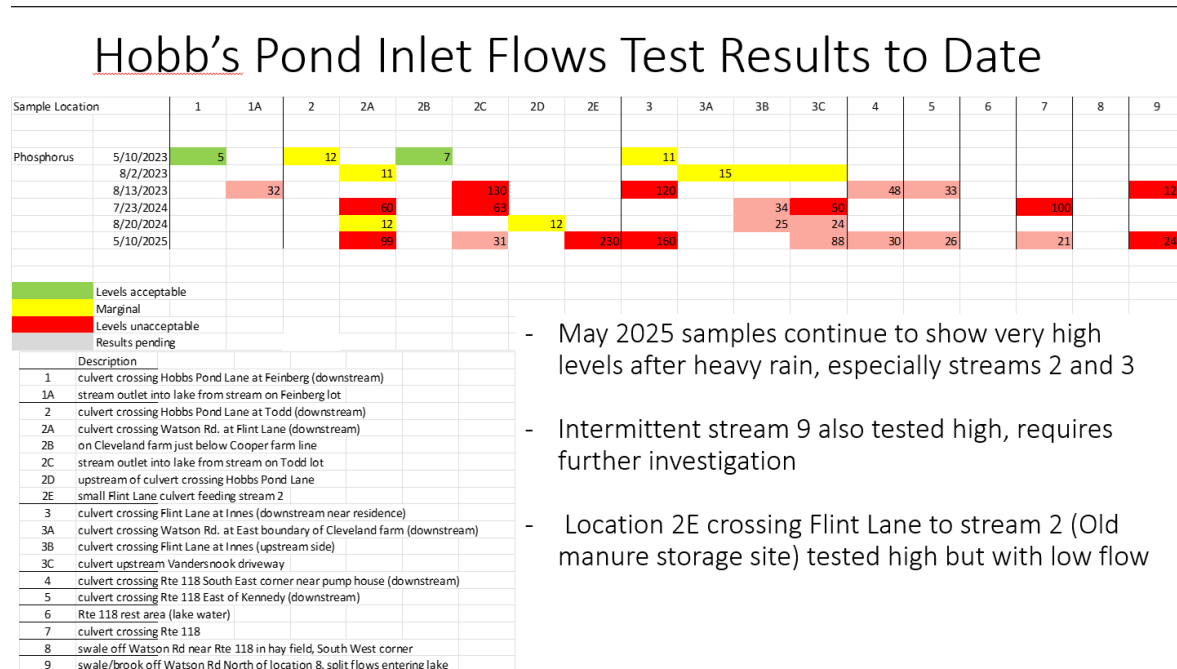 Hobb's Pond Inlet Flows Test Results to Date
Sample Location 1 1A 2 2A 2B 2C 2D 2E 3 3A 3B 3C 4 5 6 7 8 9
Phosphorus 5/10/2023 5 12 7 11
8/2/2023 11 15
8/13/2023 32 130 120 48 33 12
7/23/2024 60 63 34 50 100
8/20/2024 12 12 25 24
5/10/2025 99 31 230 160 88 30 26 21 24
Levels acceptable
Marginal
Levels unacceptable
Results pending
Description
1 culvert crossing Hobbs Pond Lane at Feinberg (downstream)
1A stream outlet into lake from stream on Feinberg lot
2 culvert crossing Hobbs Pond Lane at Todd (downstream)
2A culvert crossing Watson Rd. at Flint Lane (downstream)
2B on Cleveland farm just below Cooper farm line
2C stream outlet into lake from stream on Todd lot
2D upstream of culvert crossing Hobbs Pond Lane
2E small Flint Lane culvert feeding stream 2
3 culvert crossing Flint Lane at Innes (downstream near residence)
3A culvert crossing Watson Rd. at East boundary of Cleveland farm (downstream)
3B culvert crossing Flint Lane at Innes (upstream side)
3C culvert upstream Vandersnook driveway
4 culvert crossing Rte 118 South East corner near pump house (downstream)
5 culvert crossing Rte 118 East of Kennedy (downstream)
6 Rte 118 rest area (lake water)
7 culvert crossing Rte 118
8 swale off Watson Rd near Rte 118 in hay field, South West corner
9 swale/brook off Watson Rd North of location 8, split flows entering lake
- May 2025 samples continue to show very high
levels after heavy rain, especially streams 2 and 3
- Intermittent stream 9 also tested high, requires
further investigation
- Location 2E crossing Flint Lane to stream 2 (Old
manure storage site) tested high but with low flow